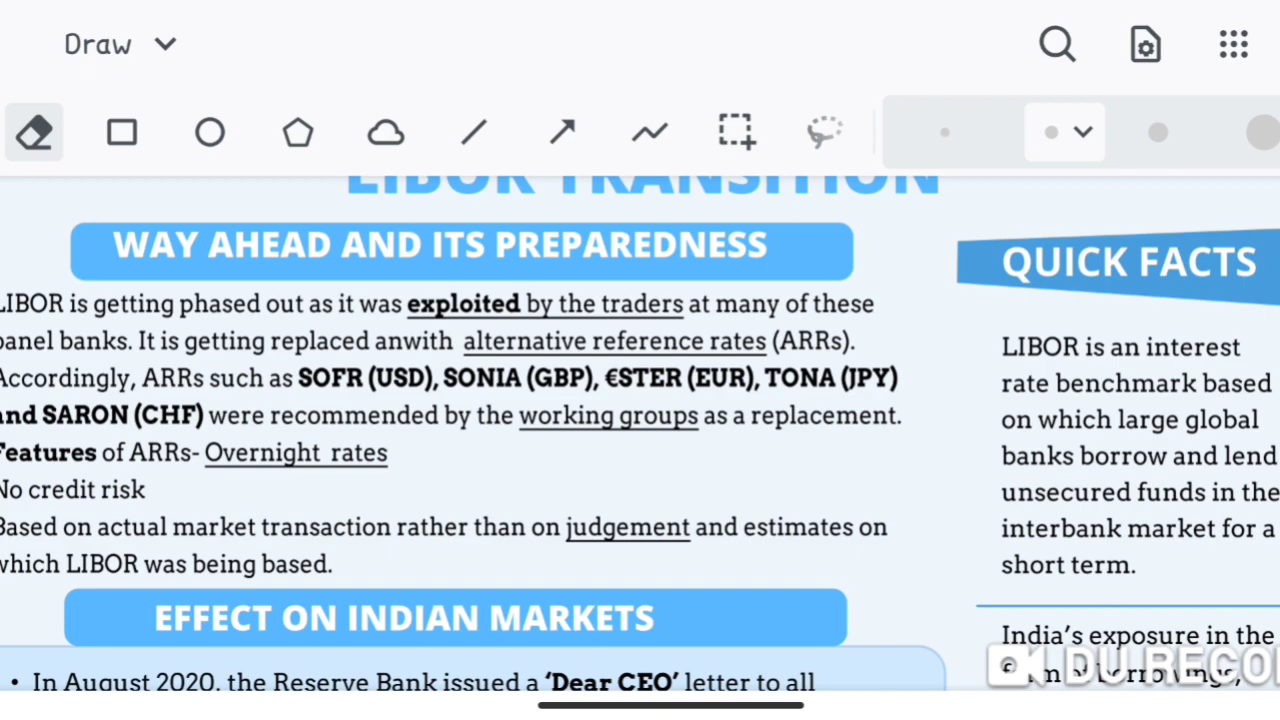 Draw
LIBOR TRANSITION
WAY AHEAD AND ITS PREPAREDNESS
LIBOR is getting phased out as it was exploited by the traders at many of these
panel banks. It is getting replaced anwith alternative reference rates (ARRs).
Accordingly, ARRs such as SOFR (USD), SONIA (GBP), €STER (EUR), TONA (JPY)
and SARON (CHF) were recommended by the working groups as a replacement.
Features of ARRs- Overnight rates
No credit risk
Based on actual market transaction rather than on judgement and estimates on
which LIBOR was being based.
EFFECT ON INDIAN MARKETS
• In August 2020, the Reserve Bank issued a ‘Dear CEO’ letter to all
QUICK FACTS
LIBOR is an interest
rate benchmark based
on which large global
banks borrow and lend
unsecured funds in the
interbank market for a
short term.
India’s exposure in the
form of borrowings,
DU RECO